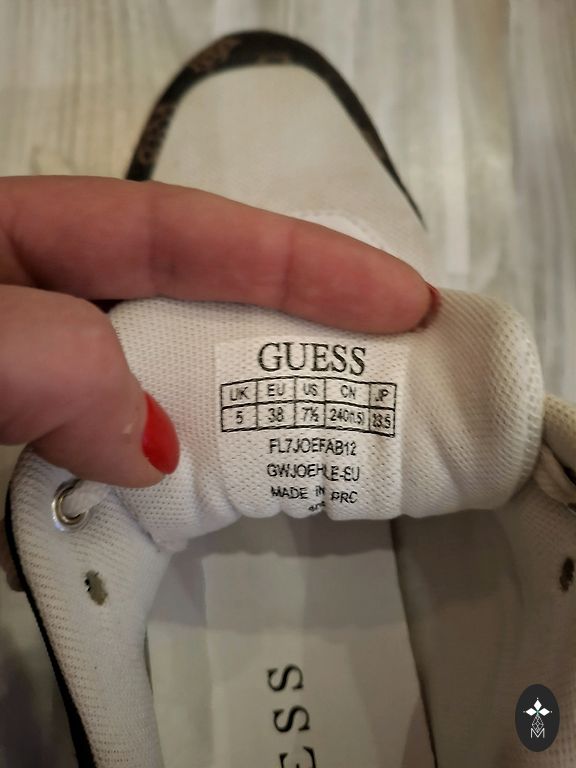 GUESS
UK EU US CN JP
5 38 7½ 240(1.5) 23.5
FL7JOEFAB12
GWJOEHLE-EU
MADE IN PRC
ESS
M